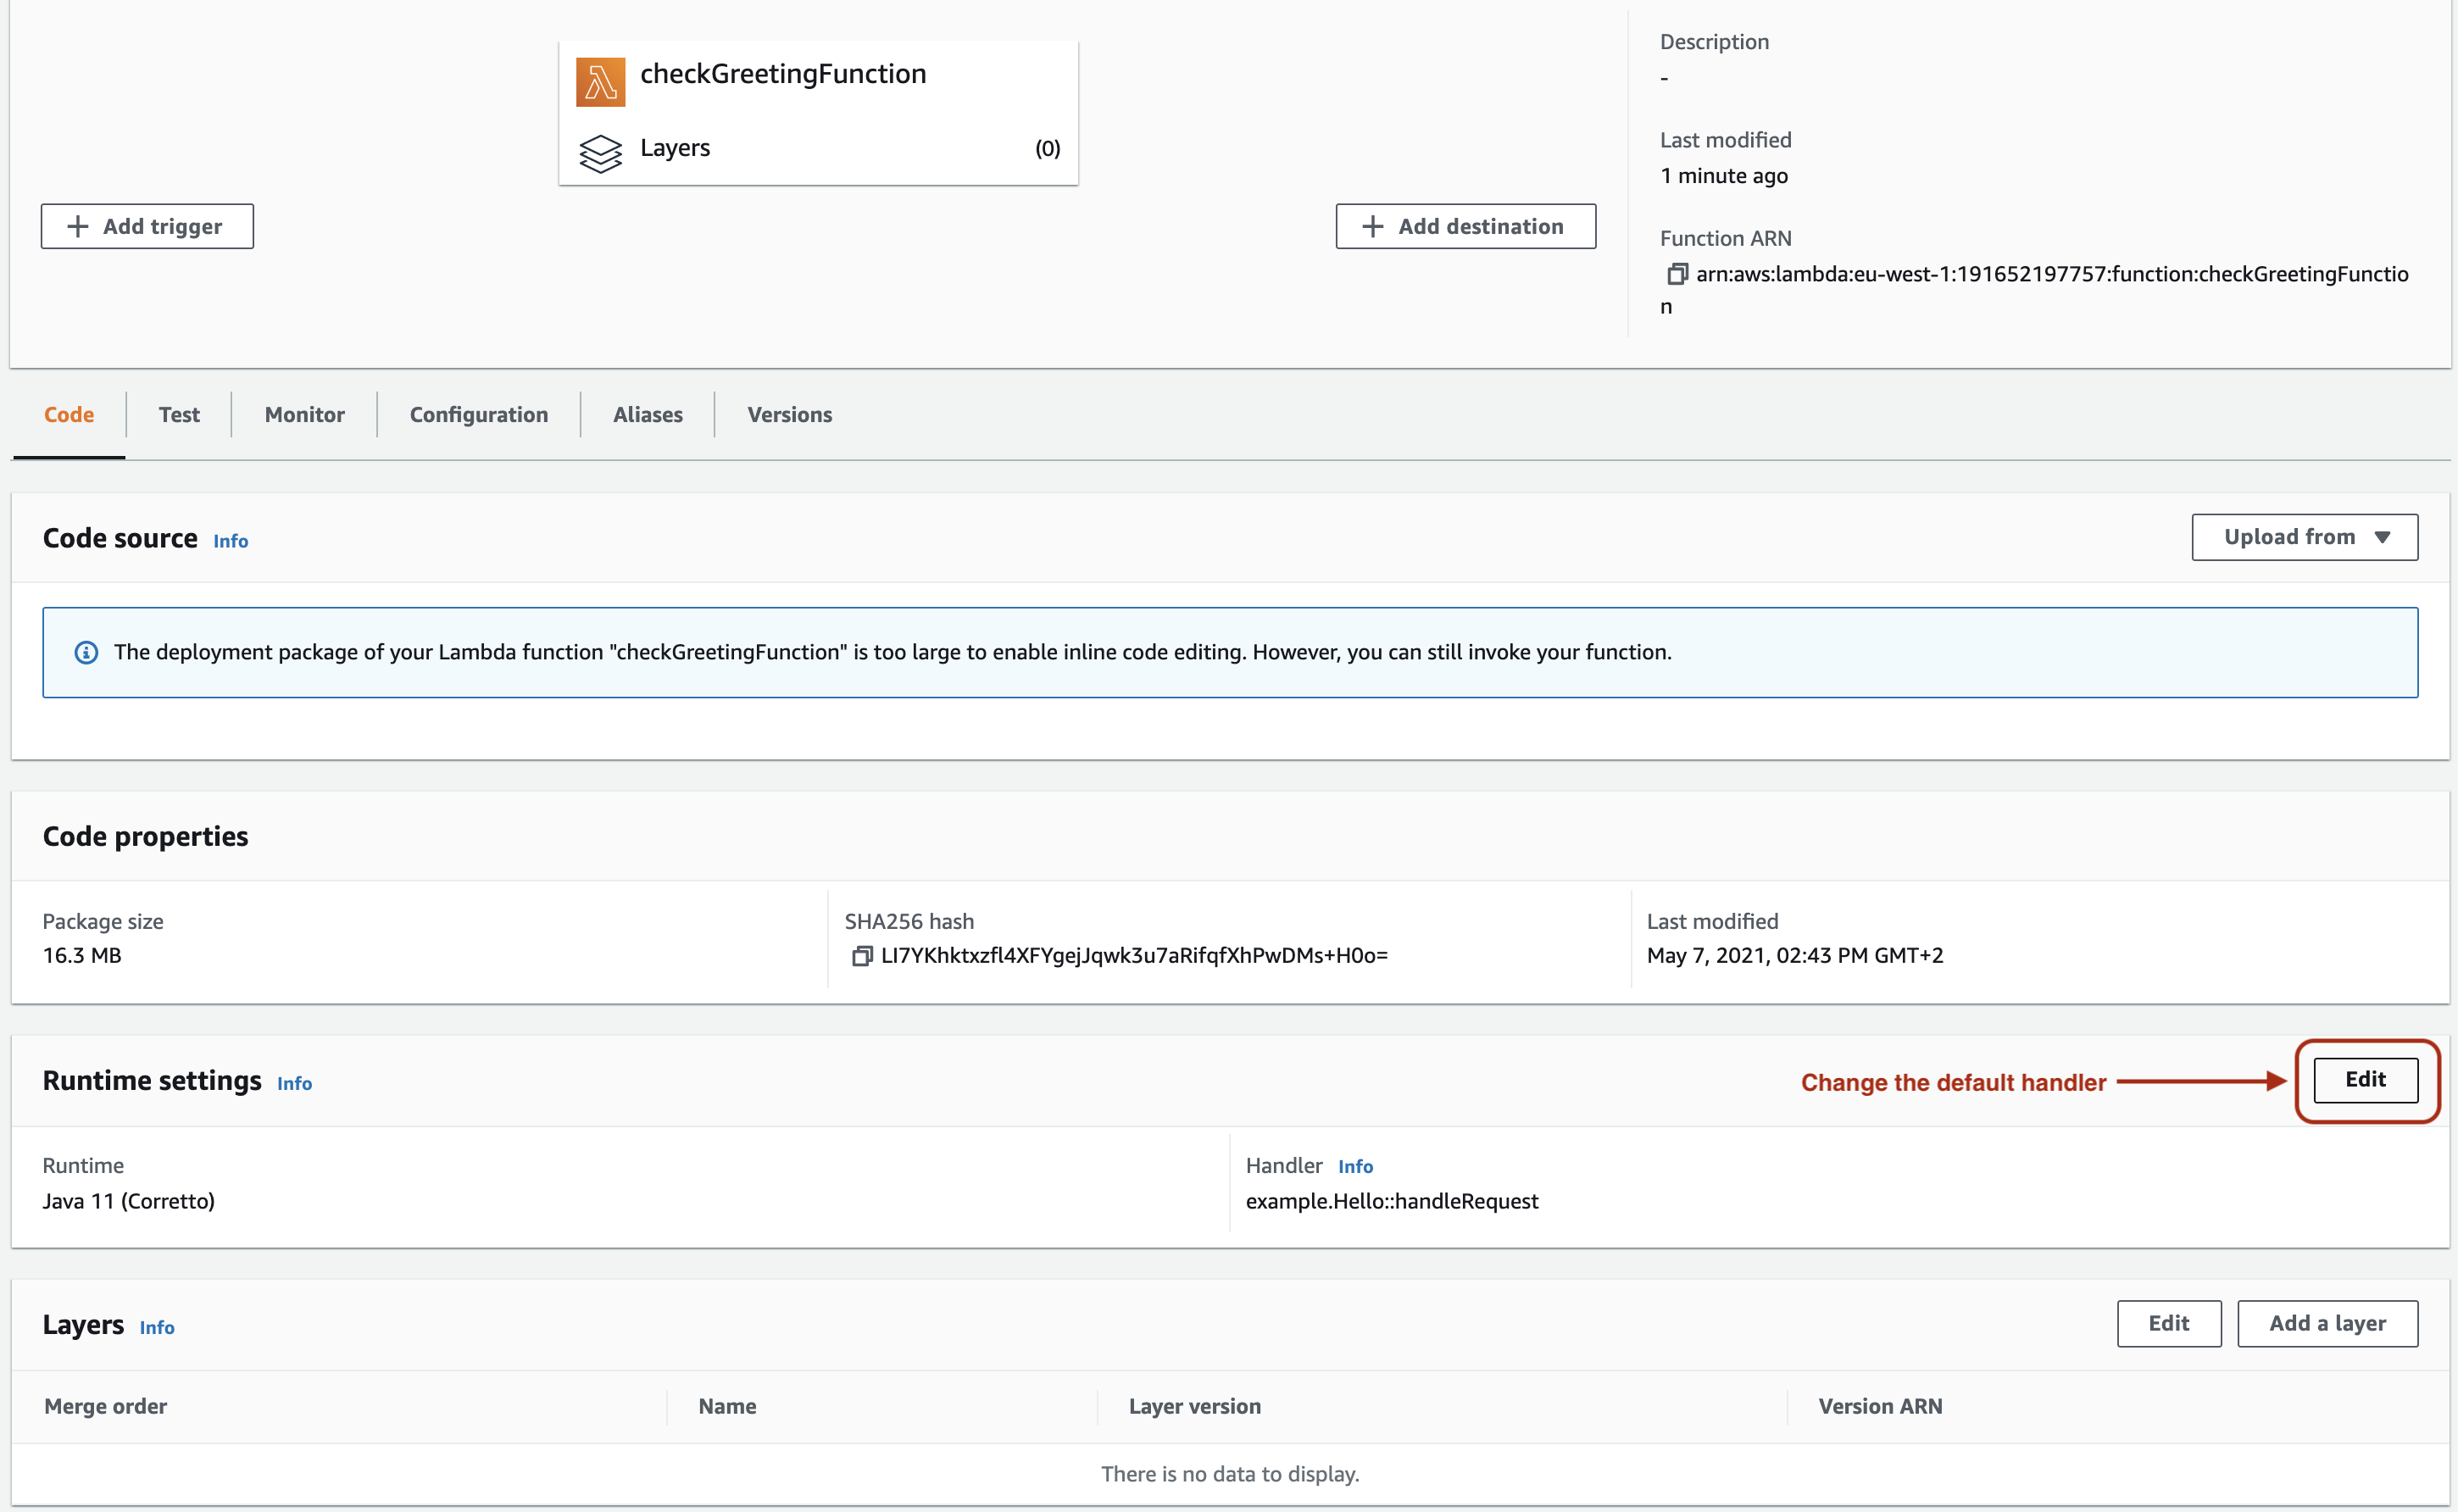 checkGreetingFunction
Layers
(0)
Add trigger
Add destination
Description
-
Last modified
1 minute ago
Function ARN
arn:aws:lambda:eu-west-1:191652197757:function:checkGreetingFunctio
n
Code
Test
Monitor
Configuration
Aliases
Versions
Code source Info
Upload from
The deployment package of your Lambda function "checkGreetingFunction" is too large to enable inline code editing. However, you can still invoke your function.
Code properties
Package size
16.3 MB
SHA256 hash
LI7YKhktxzfl4XFYgejJqwk3u7aRifqfXhPwDMs+H0o=
Last modified
May 7, 2021, 02:43 PM GMT+2
Runtime settings Info
Change the default handler
Edit
Runtime
Java 11 (Corretto)
Handler Info
example.Hello::handleRequest
Layers Info
Edit
Add a layer
Merge order
Name
Layer version
Version ARN
There is no data to display.